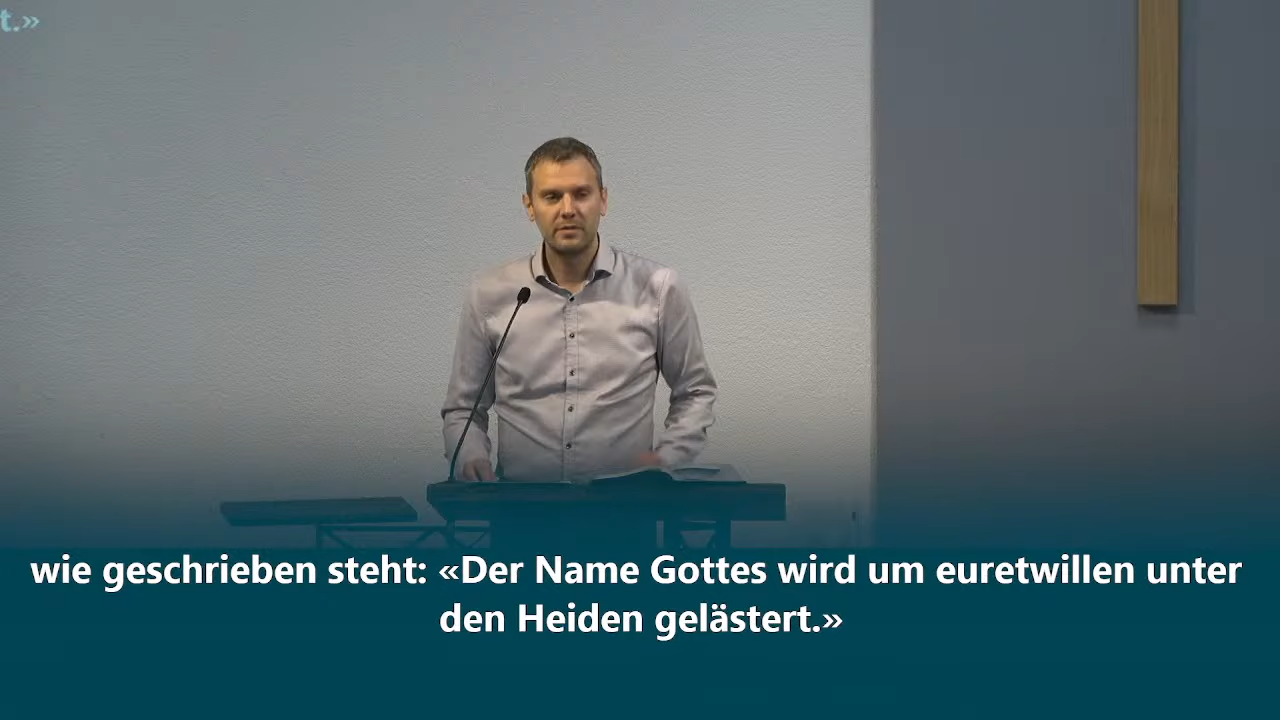 t.»
wie geschrieben steht: «Der Name Gottes wird um euretwillen unter
den Heiden gelästert.»